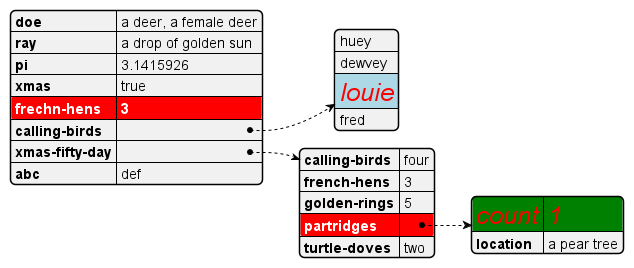 doe a deer, a female deer
ray a drop of golden sun
pi 3.1415926
xmas true
frechn-hens 3
calling-birds
xmas-fifty-day
abc def
huey
dewvey
louie
fred
calling-birds four
french-hens 3
golden-rings 5
partridges
turtle-doves two
count 1
location a pear tree